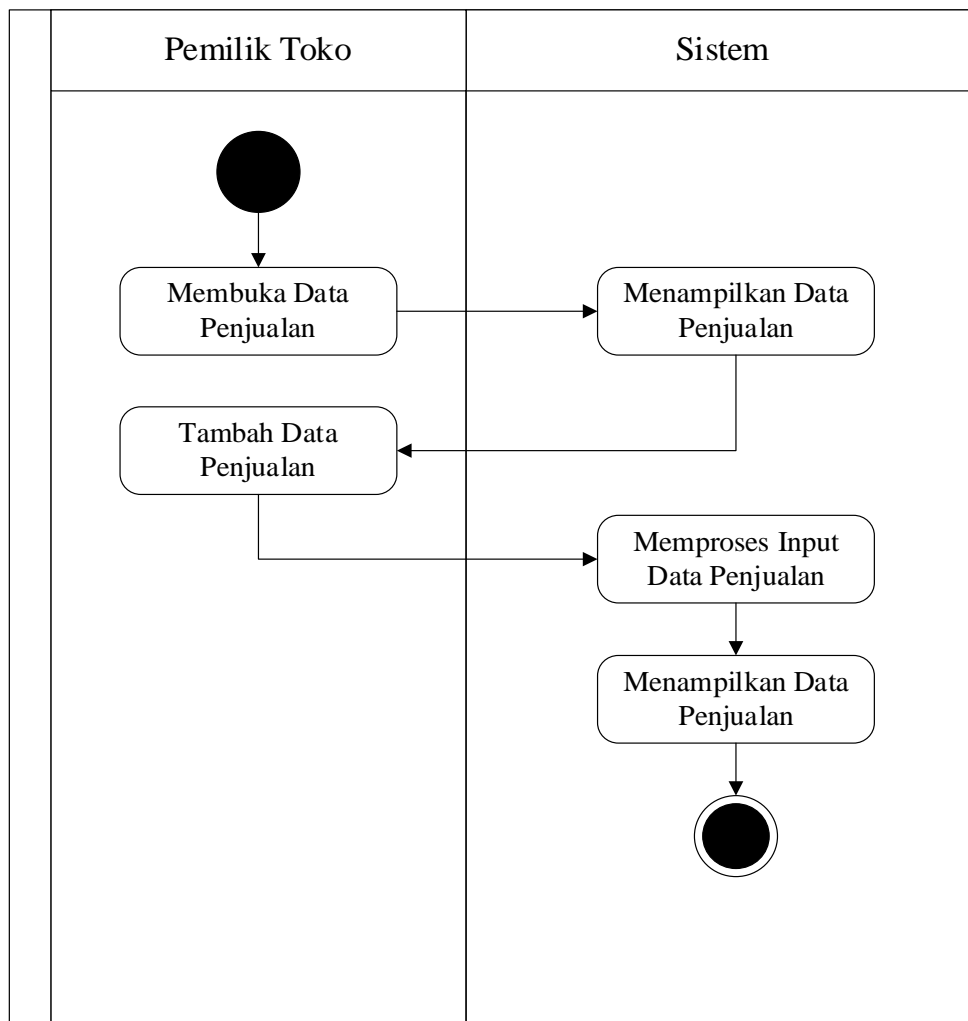 Pemilik Toko
Sistem
Membuka Data
Penjualan
Menampilkan Data
Penjualan
Tambah Data
Penjualan
Memproses Input
Data Penjualan
Menampilkan Data
Penjualan